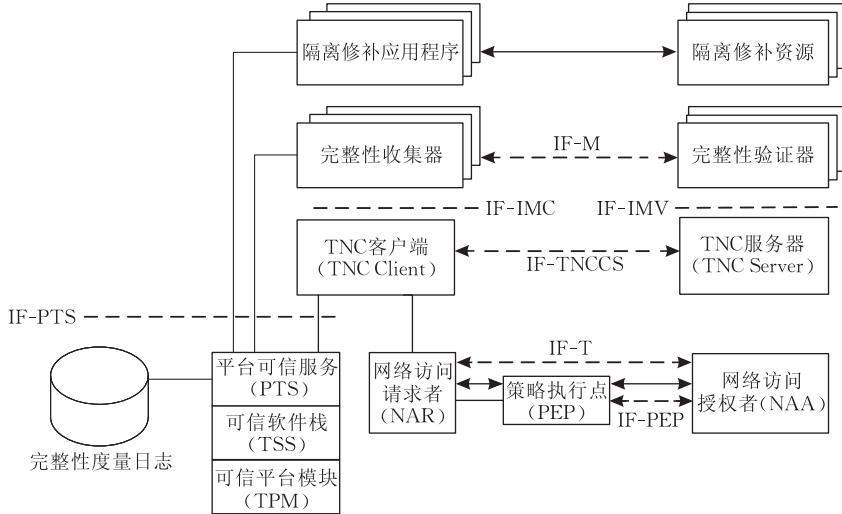 隔离修补应用程序
隔离修补资源
完整性收集器
IF-M
完整性验证器
IF-IMC
IF-IMV
TNC客户端
(TNC Client)
IF-TNCCS
TNC服务器
(TNC Server)
IF-PTS
平台可信服务
(PTS)
网络访问
请求者
(NAR)
IF-T
策略执行点
(PEP)
IF-PEP
网络访问
授权者(NAA)
可信软件栈
(TSS)
完整性度量日志
可信平台模块
(TPM)